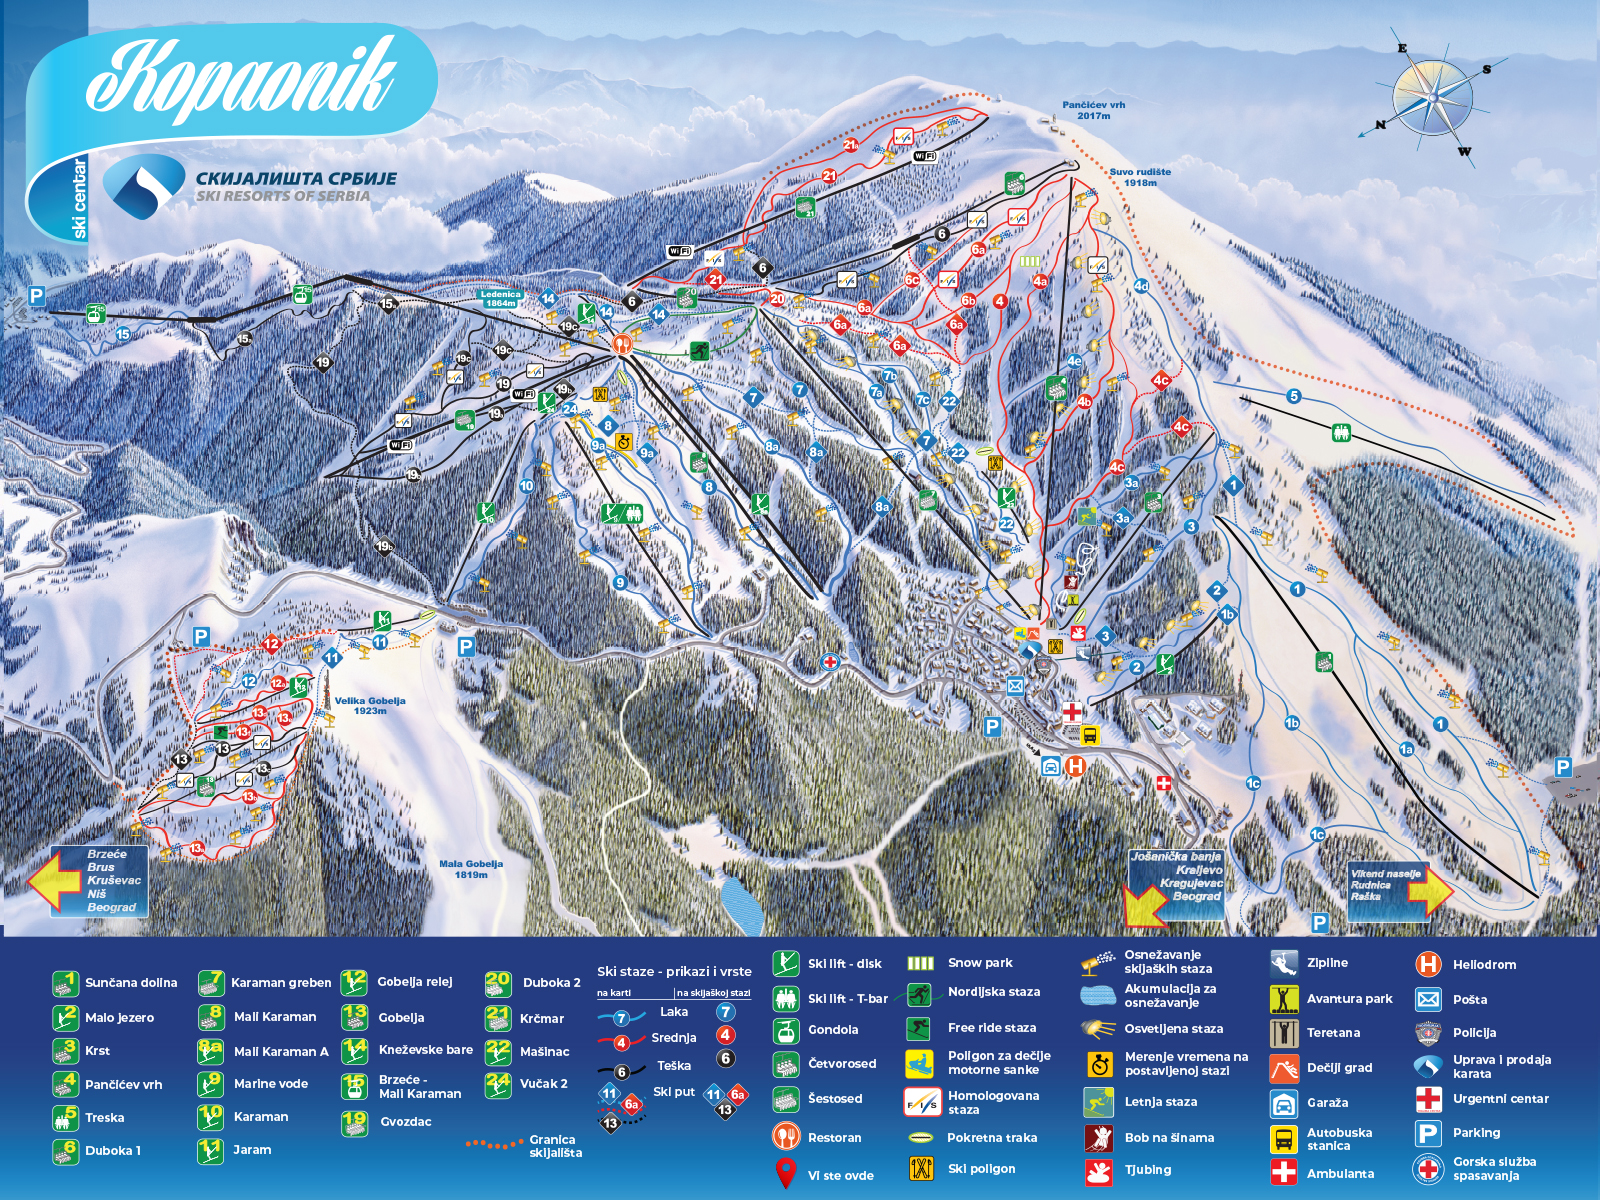 Kopaonik
ski centar
СКИЈАЛИШТА СРБИЈЕ
SKI RESORTS OF SERBIA
E
S
N
W
Pančićev vrh
2017m
Suvo rudište
1918m
Ledenica
1864m
Velika Gobelja
1923m
Mala Gobelja
1819m
WiFi
WiFi
WiFi
WiFi
Brzeće
Brus
Kruševac
Niš
Beograd
Jošanička banja
Kraljevo
Kragujevac
Beograd
Vikend naselje
Rudnica
Raška
1 Sunčana dolina
2 Malo jezero
3 Krst
4 Pančićev vrh
5 Treska
6 Duboka 1
7 Karaman greben
8 Mali Karaman
8a Mali Karaman A
9 Marine vode
10 Karaman
11 Jaram
12 Gobelja relej
13 Gobelja
14 Kneževske bare
15 Brzeće -
Mali Karaman
19 Gvozdac
20 Duboka 2
21 Krčmar
22 Mašinac
24 Vučak 2
Granica
skijališta
Ski staze - prikazi i vrste
na karti
na skijaškoj stazi
7 Laka 7
4 Srednja 4
6 Teška 6
11 6a 13 Ski put 11 6a 13
Ski lift - disk
Ski lift - T-bar
Gondola
Četvorosed
Šestosed
Restoran
Vi ste ovde
Snow park
Nordijska staza
Free ride staza
Poligon za dečije
motorne sanke
Homologovana
staza
Pokretna traka
Ski poligon
Osnežavanje
skijaških staza
Akumulacija za
osnežavanje
Osvetljena staza
Merenje vremena na
postavljenoj stazi
Letnja staza
Bob na šinama
Tjubing
Zipline
Avantura park
Teretana
Dečiji grad
Garaža
Autobuska
stanica
Ambulanta
H Heliodrom
Pošta
Policija
Uprava i prodaja
karata
Urgentni centar
P Parking
Gorska služba
spasavanja